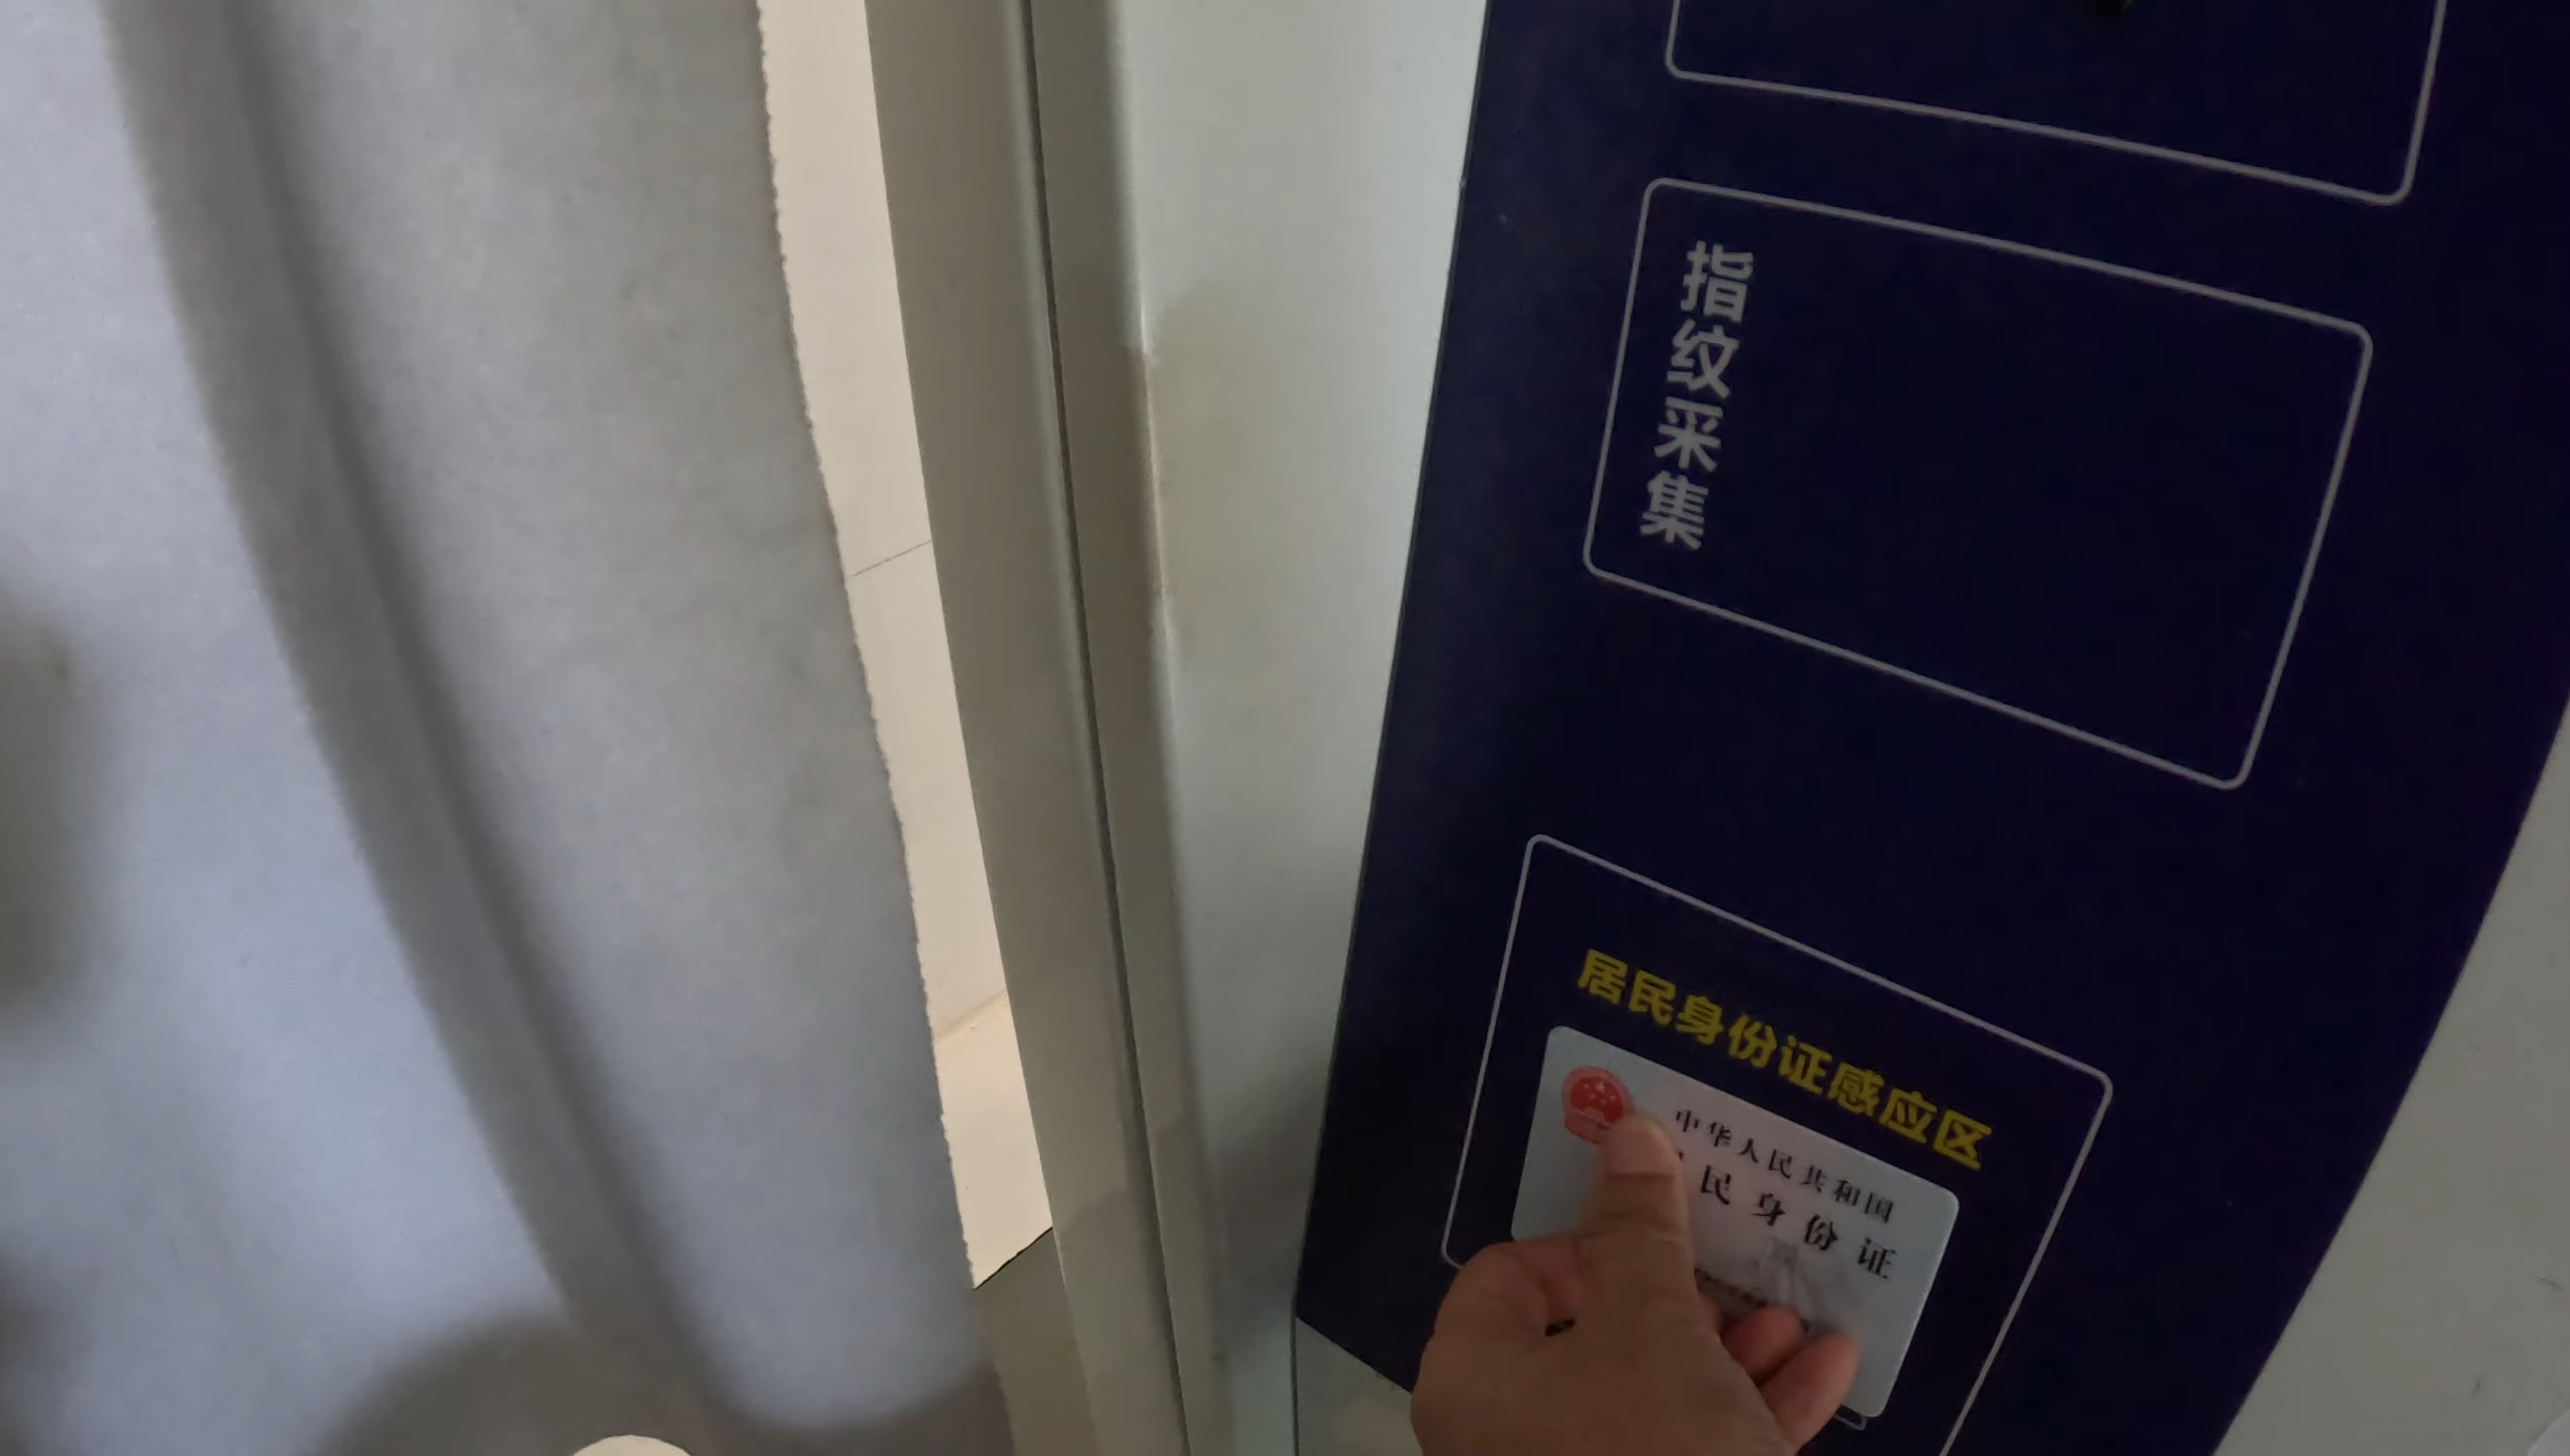 指纹采集
居民身份证感应区
中华人民共和国
民身份证